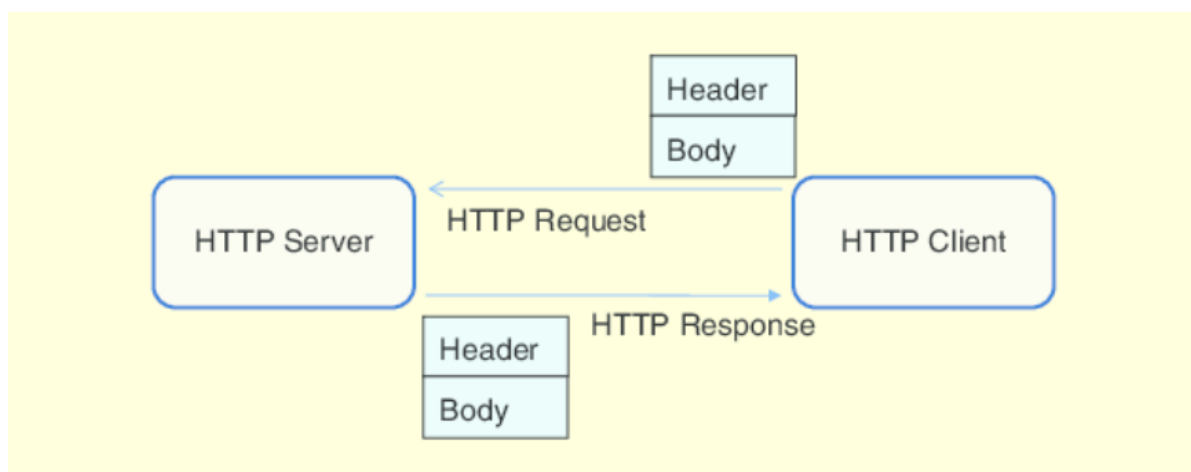 Header
Body
HTTP Request
HTTP Server
HTTP Client
HTTP Response
Header
Body